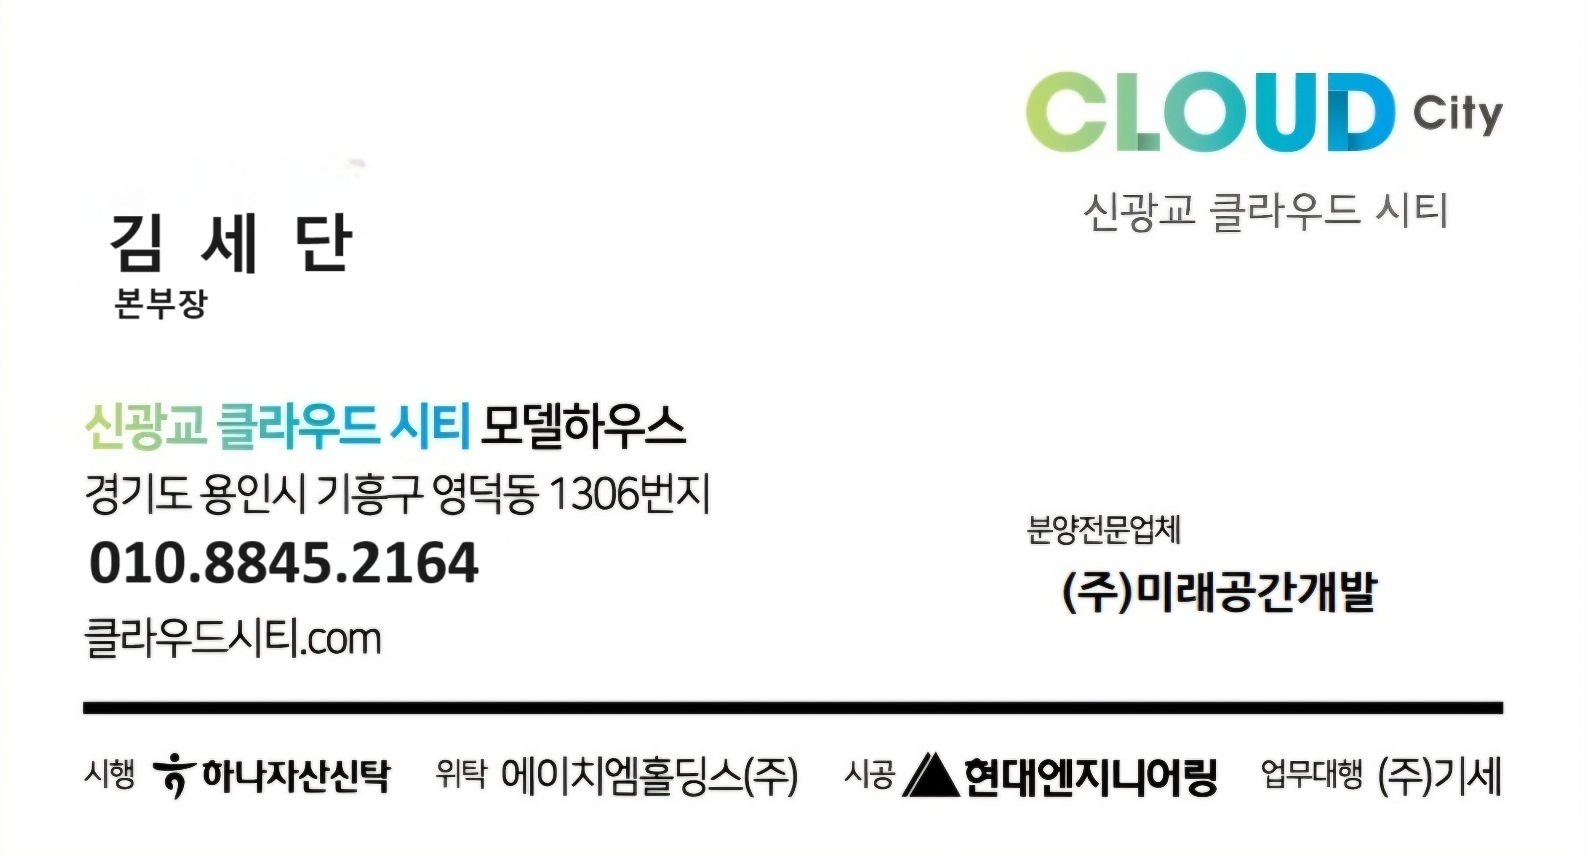 CLOUD City
신광교 클라우드 시티
김 세 단
본부장
신광교 클라우드 시티 모델하우스
경기도 용인시 기흥구 영덕동 1306번지
010.8845.2164
클라우드시티.com
분양전문업체
(주)미래공간개발
시행 하나자산신탁 위탁 에이치엠홀딩스(주) 시공 현대엔지니어링 업무대행 (주)기세